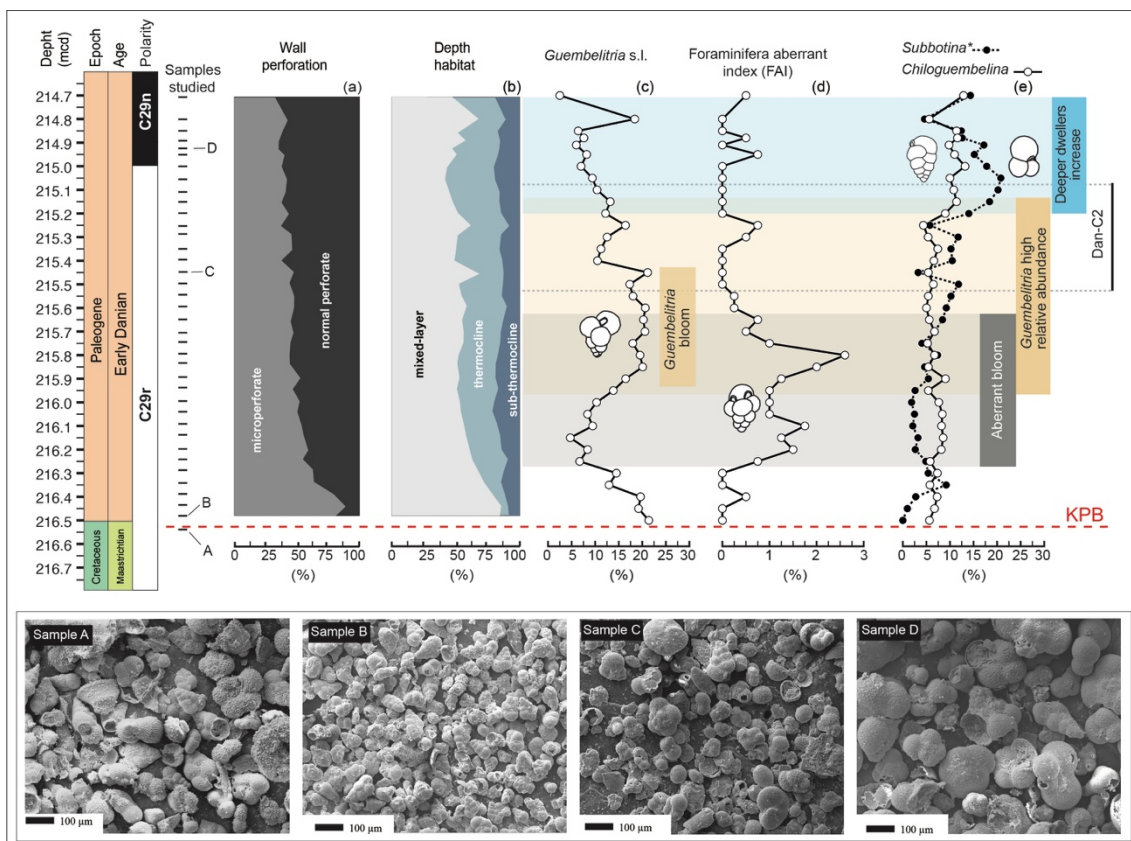 Depht (mcd)
Epoch
Age
Polarity
Samples studied
Wall perforation
(a)
Depth habitat
(b)
Guembelitria s.l.
(c)
Foraminifera aberrant index (FAI)
(d)
Subbotina*
Chiloguembelina
(e)
214.7
214.8
214.9
215.0
215.1
215.2
215.3
215.4
215.5
215.6
215.7
215.8
215.9
216.0
216.1
216.2
216.3
216.4
216.5
216.6
216.7
Paleogene
Early Danian
Cretaceous
Maastrichtian
C29n
C29r
D
C
B
A
microperforate
normal perforate
mixed-layer
thermocline
sub-thermocline
Guembelitria bloom
Aberrant bloom
Guembelitria high relative abundance
Deeper dwellers increase
Dan-C2
KPB
0 50 100
(%)
0 25 50 75 100
(%)
0 5 10 15 20 25 30
(%)
0 1 2 3
(%)
0 5 10 15 20 25 30
(%)
Sample A
100 µm
Sample B
100 µm
Sample C
100 µm
Sample D
100 µm